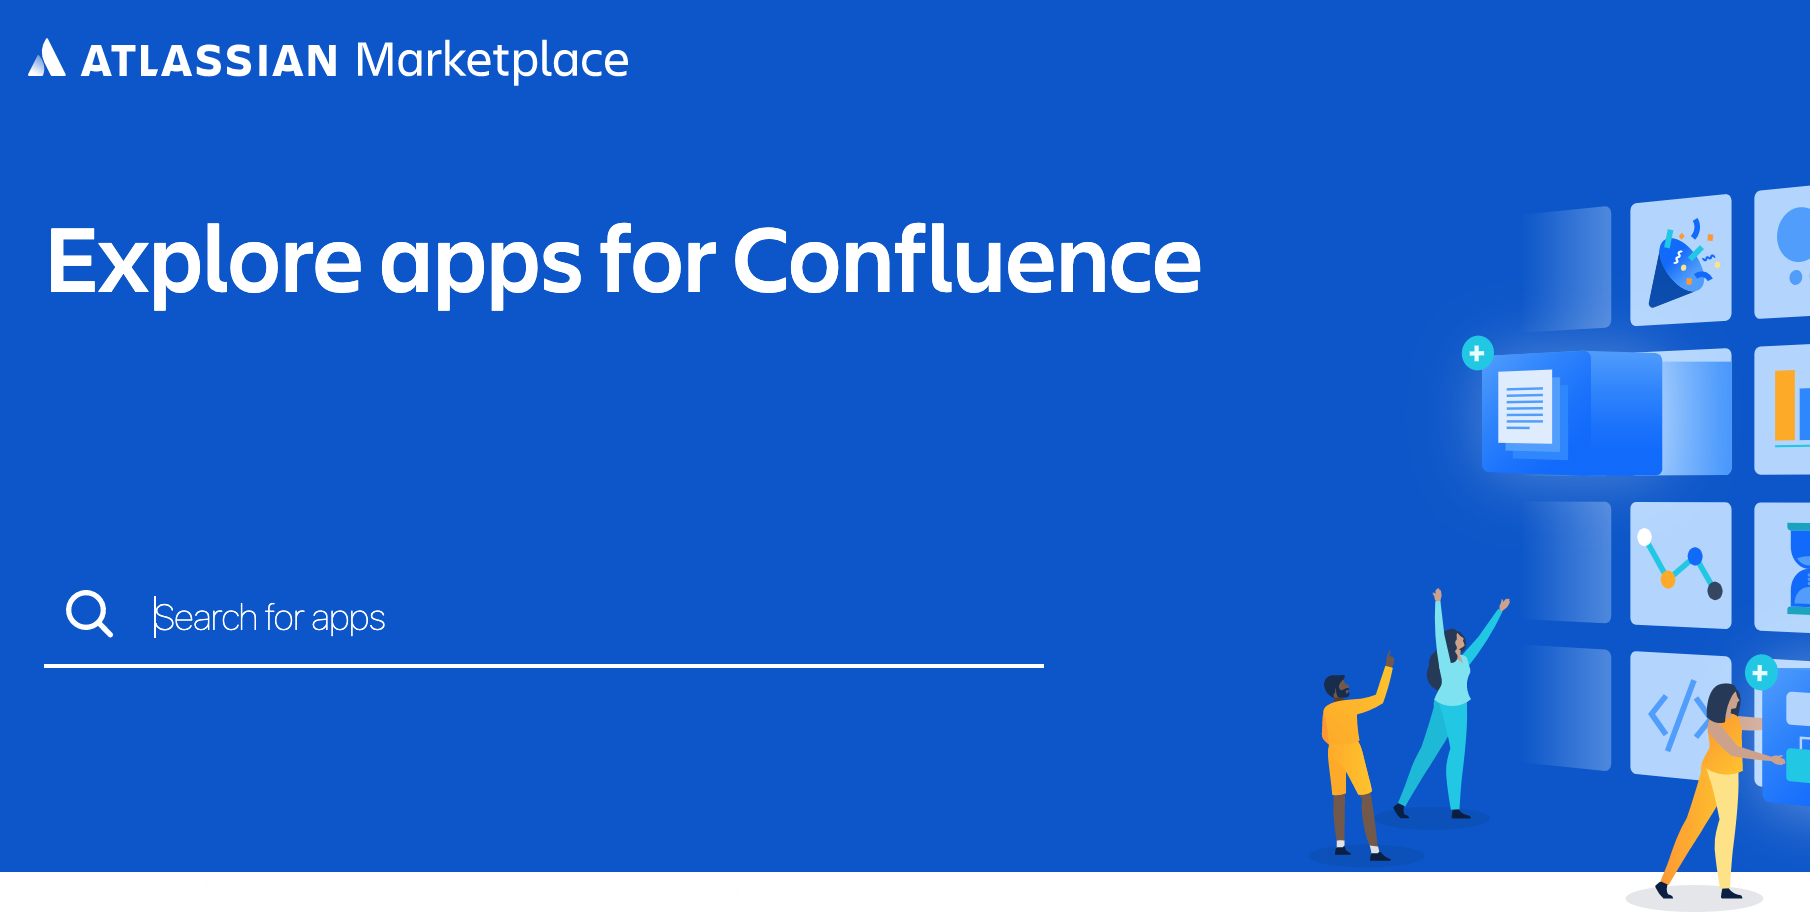 ATLASSIAN Marketplace
Explore apps for Confluence
Search for apps